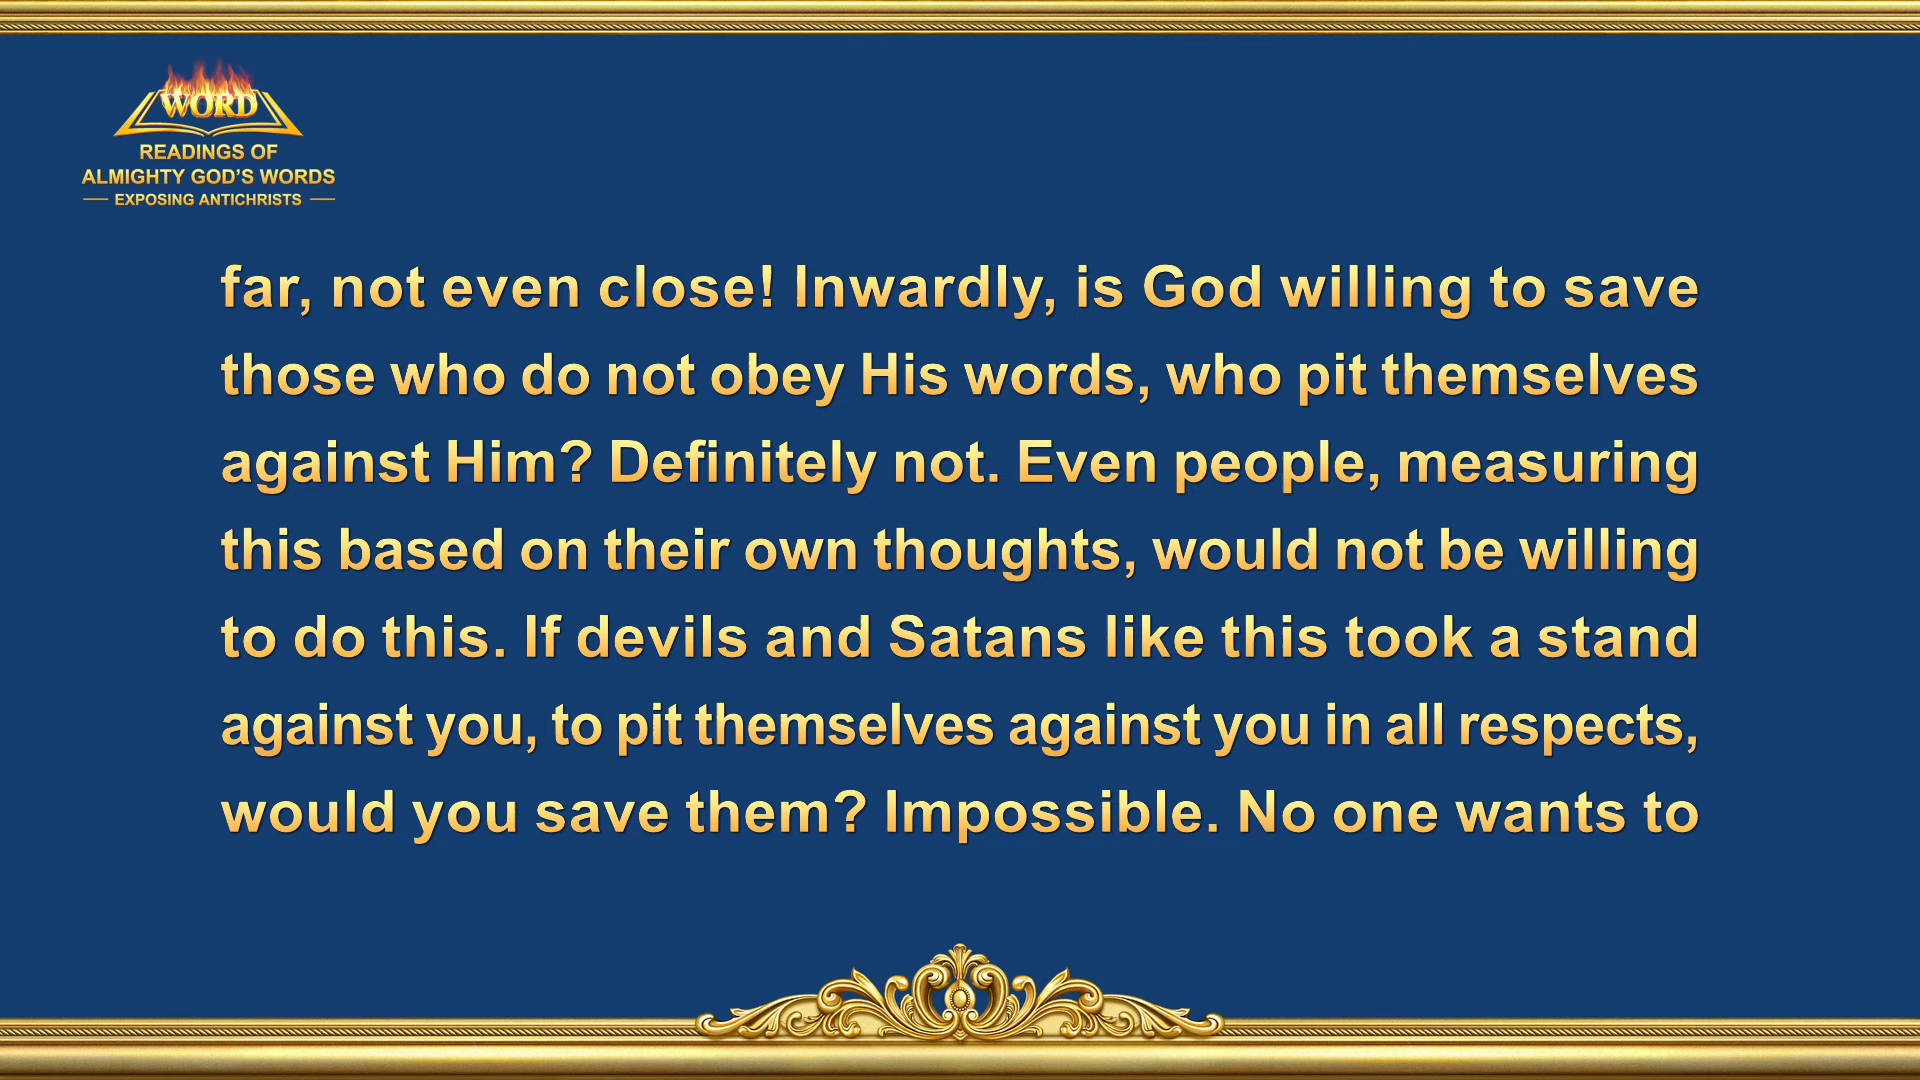 WORD
READINGS OF
ALMIGHTY GOD'S WORDS
EXPOSING ANTICHRISTS
far, not even close! Inwardly, is God willing to save
those who do not obey His words, who pit themselves
against Him? Definitely not. Even people, measuring
this based on their own thoughts, would not be willing
to do this. If devils and Satans like this took a stand
against you, to pit themselves against you in all respects,
would you save them? Impossible. No one wants to